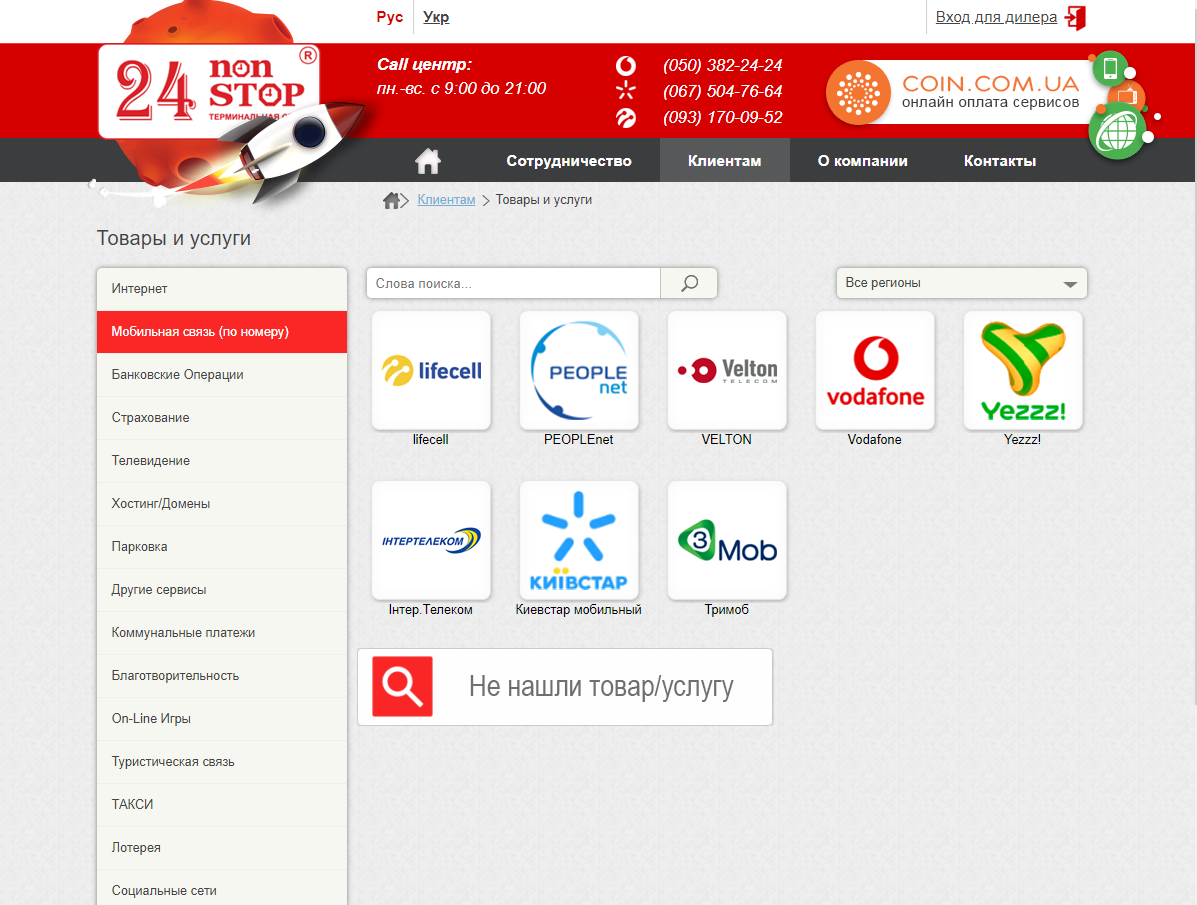 Рус
Укр
Вход для дилера
24 non STOP ®
Call центр:
пн.-вс. с 9:00 до 21:00
(050) 382-24-24
(067) 504-76-64
(093) 170-09-52
COIN.COM.UA
онлайн оплата сервисов
Сотрудничество
Клиентам
О компании
Контакты
Клиентам
Товары и услуги
Товары и услуги
Интернет
Мобильная связь (по номеру)
Банковские Операции
Страхование
Телевидение
Хостинг/Домены
Парковка
Другие сервисы
Коммунальные платежи
Благотворительность
On-Line Игры
Туристическая связь
ТАКСИ
Лотерея
Социальные сети
Слова поиска...
Все регионы
lifecell
PEOPLE
net
Velton
TELECOM
vodafone
Yezzz!
lifecell
PEOPLEnet
VELTON
Vodafone
Yezzz!
ІНТЕРТЕЛЕКОМ
КИЇВСТАР
3Mob
Інтер.Телеком
Киевстар мобильный
Тримоб
Не нашли товар/услугу